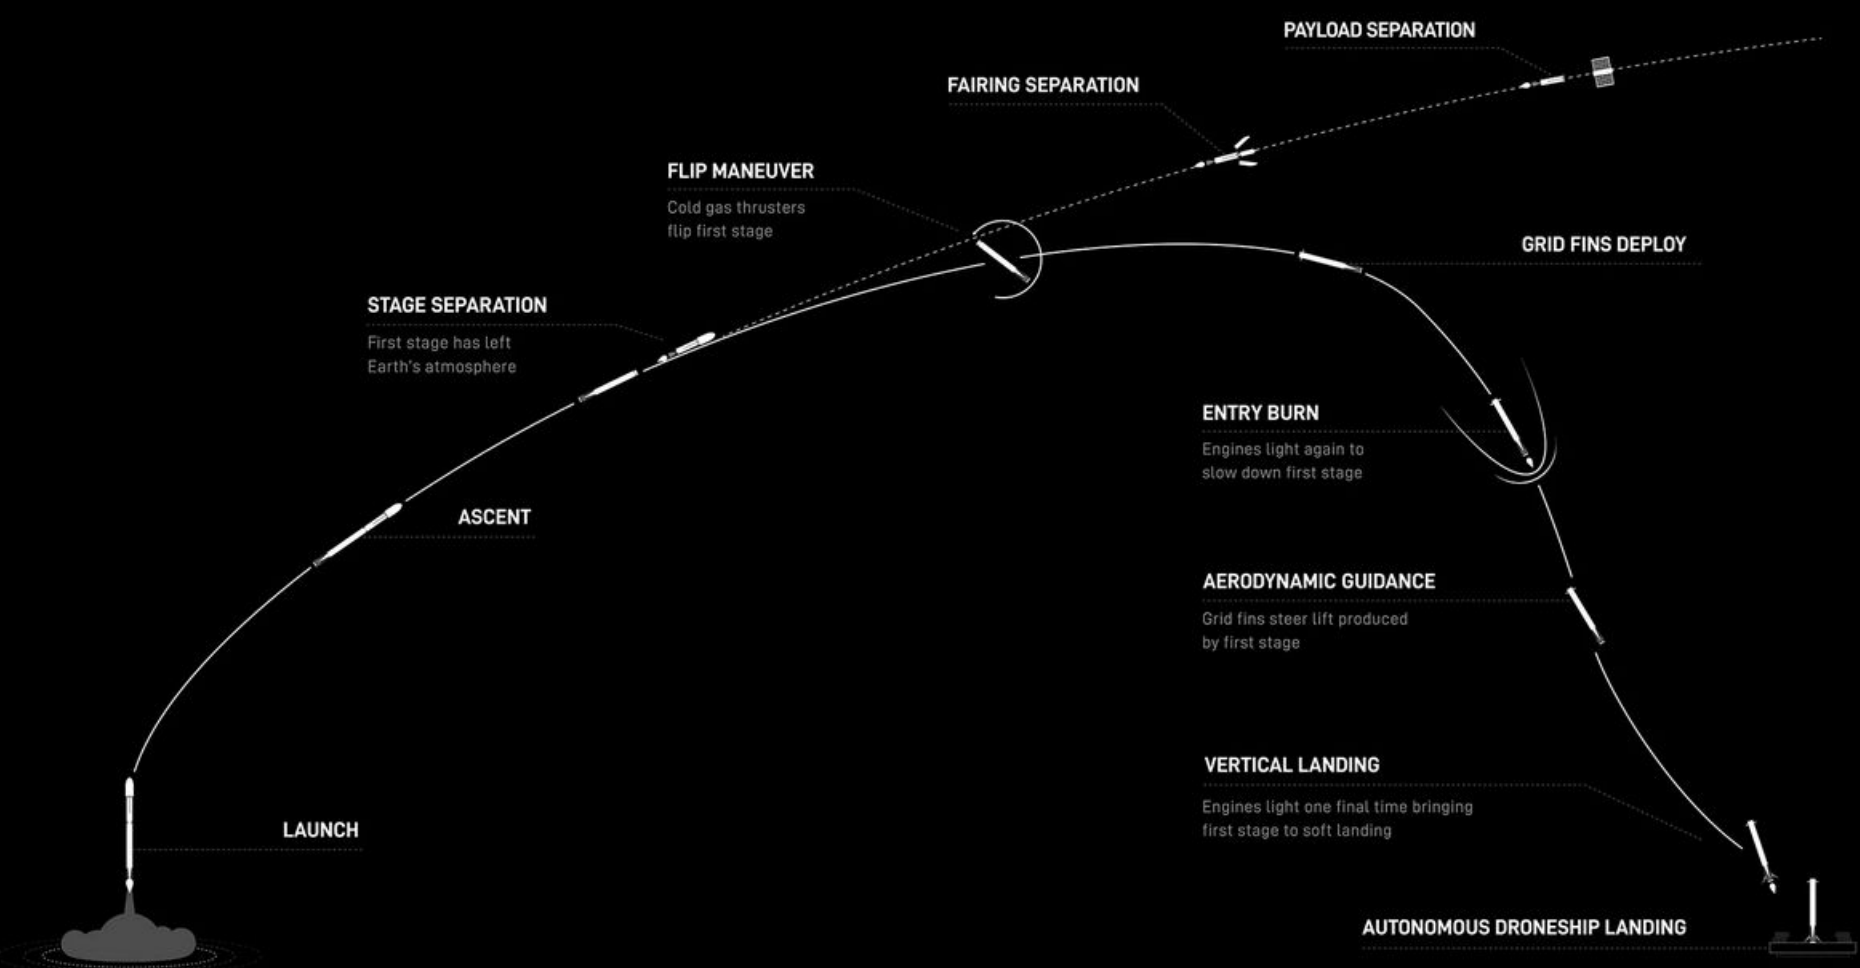 PAYLOAD SEPARATION
FAIRING SEPARATION
FLIP MANEUVER
Cold gas thrusters
flip first stage
GRID FINS DEPLOY
STAGE SEPARATION
First stage has left
Earth's atmosphere
ENTRY BURN
Engines light again to
slow down first stage
ASCENT
AERODYNAMIC GUIDANCE
Grid fins steer lift produced
by first stage
VERTICAL LANDING
Engines light one final time bringing
first stage to soft landing
LAUNCH
AUTONOMOUS DRONESHIP LANDING